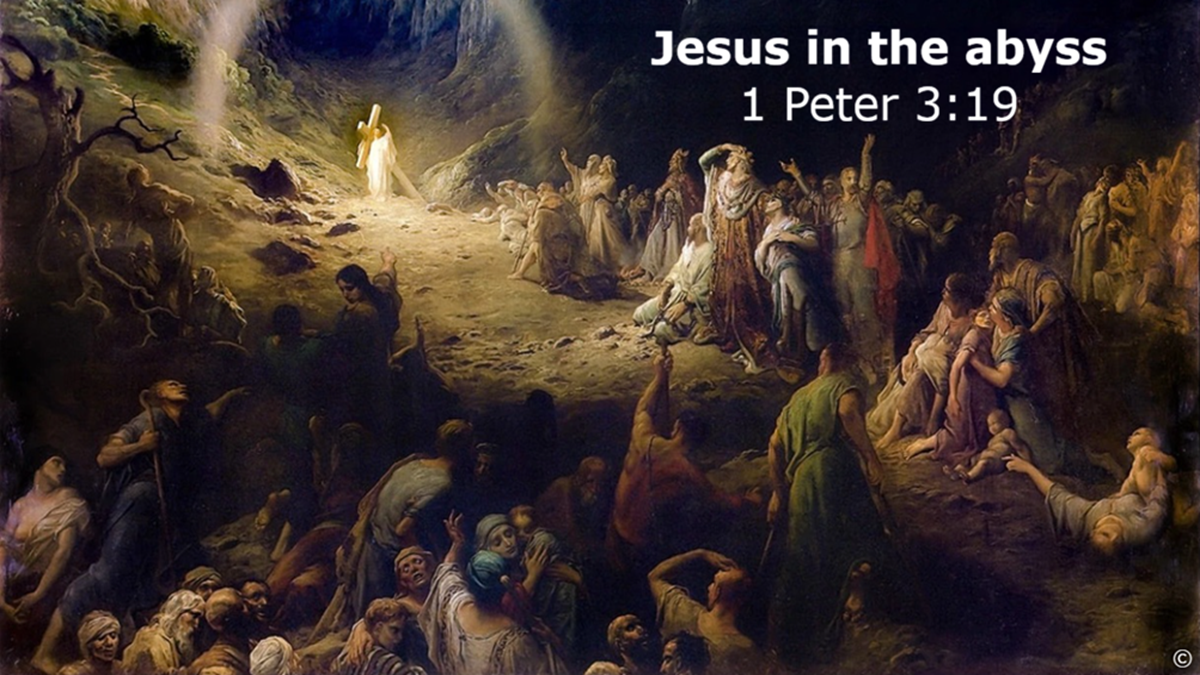 Jesus in the abyss
1 Peter 3:19
©